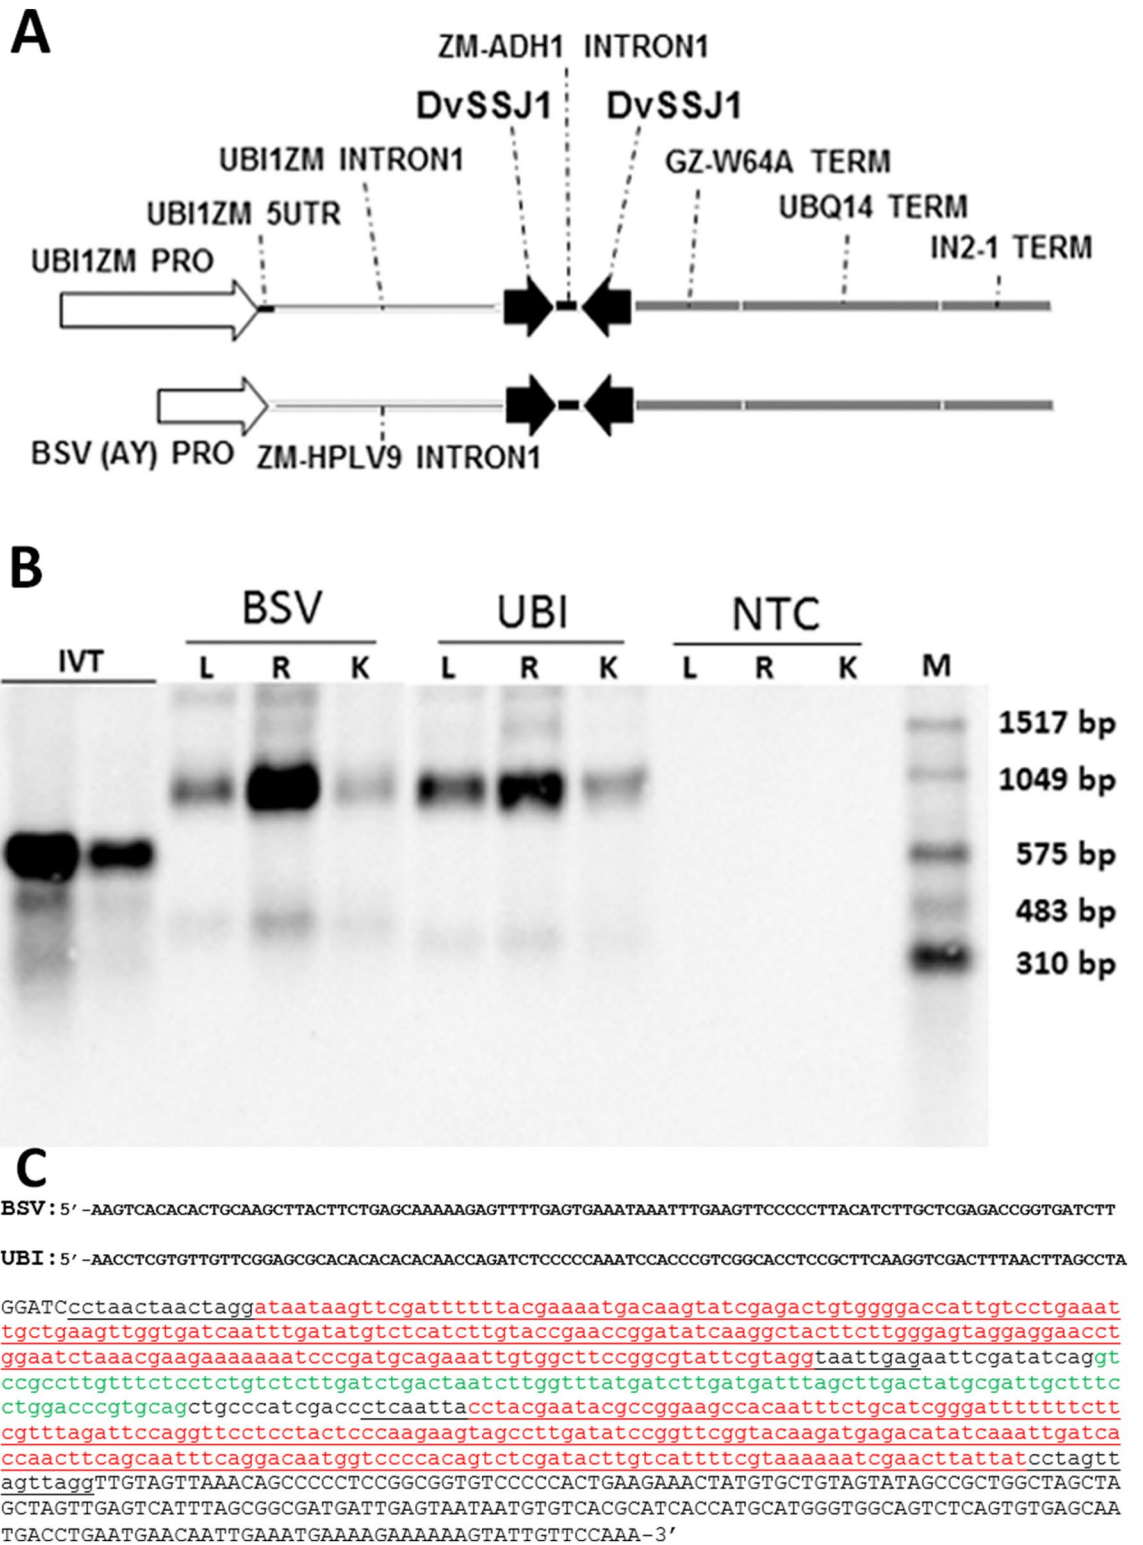 A
ZM-ADH1 INTRON1
DvSSJ1 DvSSJ1
UBI1ZM INTRON1 GZ-W64A TERM
UBI1ZM 5UTR UBQ14 TERM
UBI1ZM PRO IN2-1 TERM
BSV (AY) PRO ZM-HPLV9 INTRON1
B
BSV UBI NTC
IVT L R K L R K L R K M
1517 bp
1049 bp
575 bp
483 bp
310 bp
C
BSV:5'-AAGTCACACACTGCAAGCTTACTTCTGAGCAAAAAGAGTTTTGAGTGAAATAAATTTGAAGTTCCCCCTTACATCTTGCTCGAGACCGGTGATCTT
UBI:5'-AACCTCGTGTTGTTCGGAGCGCACACACACACAACCAGATCTCCCCCAAATCCACCCGTCGGCACCTCCGCTTCAAGGTCGACTTTAACTTAGCCTA
GGATCcctaactaactaggataataagttcgattttttacgaaaatgacaagtatcgagactgtggggaccattgtcctgaaat
tgctgaagttggtgatcaatttgatatgtctcatcttgtaccgaaccggatatcaaggctacttcttgggagtaggaggaacct
ggaatctaaacgaagaaaaaaatcccgatgcagaaattgtggcttccggcgtattcgtaggtaattgagaattcgatatcaggt
ccgccttgtttctcctctgtctcttgatctgactaatcttggtttatgatcttgatgatttagcttgactatgcgattgctttc
ctggacccgtgcagctgcccatcgaccctcaattacctacgaatacgccggaagccacaatttctgcatcgggatttttttctt
cgtttagattccaggttcctcctactcccaagaagtagccttgatatccggttcggtacaagatgagacatatcaaattgatca
ccaacttcagcaatttcaggacaatggtccccacagtctcgatacttgtcattttcgtaaaaaatcgaacttattatcctagtt
agttaggTTGTAGTTAAACAGCCCCCTCCGGCGGTGTCCCCCACTGAAGAAACTATGTGCTGTAGTATAGCCGCTGGCTAGCTA
GCTAGTTGAGTCATTTAGCGGCGATGATTGAGTAATAATGTGTCACGCATCACCATGCATGGGTGGCAGTCTCAGTGTGAGCAA
TGACCTGAATGAACAATTGAAATGAAAAGAAAAAAGTATTGTTCCAAA-3'